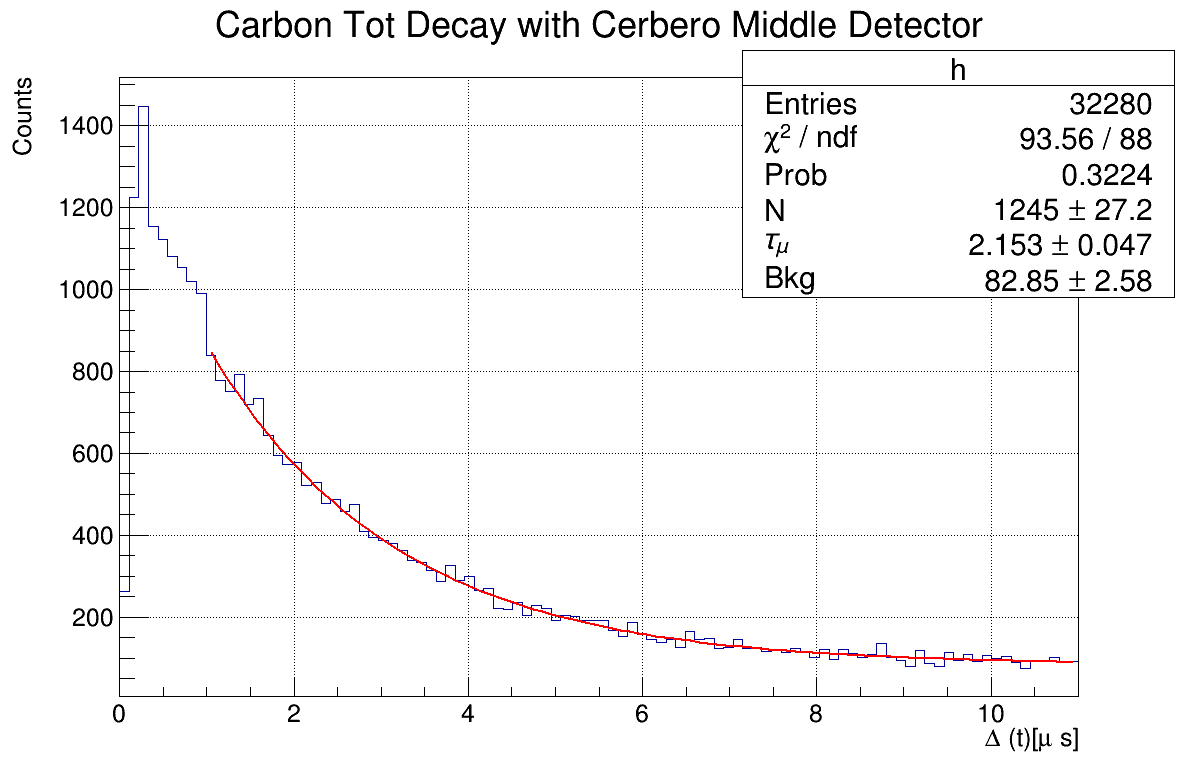 Carbon Tot Decay with Cerbero Middle Detector
h
Entries 32280
χ² / ndf 93.56 / 88
Prob 0.3224
N 1245 ± 27.2
τμ 2.153 ± 0.047
Bkg 82.85 ± 2.58
Counts
1400
1200
1000
800
600
400
200
0 2 4 6 8 10
Δ (t)[μ s]